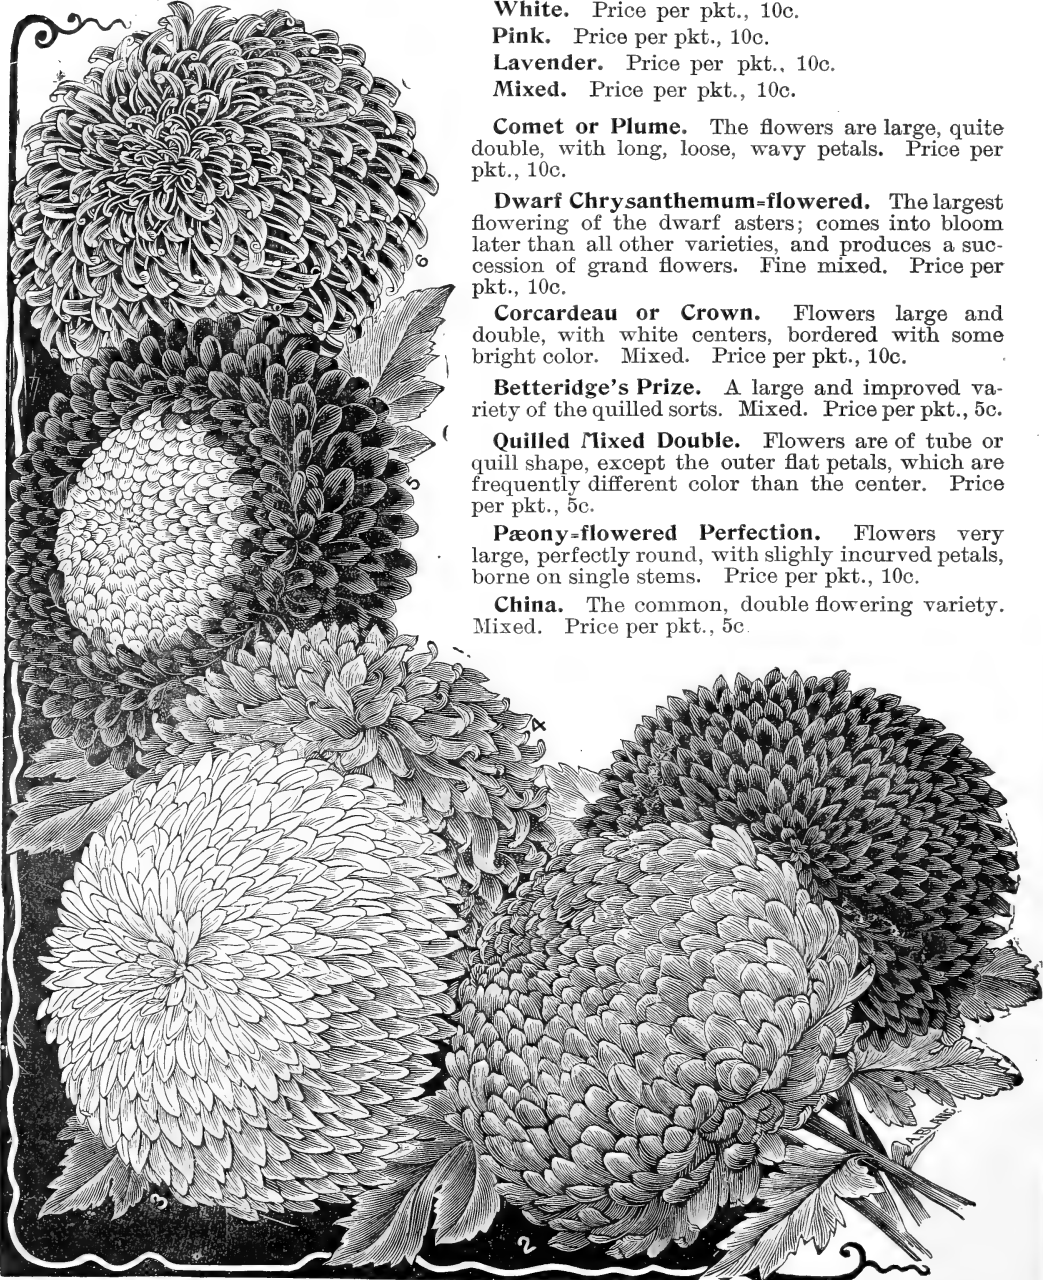 White. Price per pkt., 10c.
Pink. Price per pkt., 10c.
Lavender. Price per pkt., 10c.
Mixed. Price per pkt., 10c.
Comet or Plume. The flowers are large, quite
double, with long, loose, wavy petals. Price per
pkt., 10c.
Dwarf Chrysanthemum=flowered. The largest
flowering of the dwarf asters; comes into bloom
later than all other varieties, and produces a suc-
cession of grand flowers. Fine mixed. Price per
pkt., 10c.
Corcardeau or Crown. Flowers large and
double, with white centers, bordered with some
bright color. Mixed. Price per pkt., 10c.
Betteridge's Prize. A large and improved va-
riety of the quilled sorts. Mixed. Price per pkt., 5c.
Quilled Mixed Double. Flowers are of tube or
quill shape, except the outer flat petals, which are
frequently different color than the center. Price
per pkt., 5c.
Pæony=flowered Perfection. Flowers very
large, perfectly round, with slighly incurved petals,
borne on single stems. Price per pkt., 10c.
China. The common, double flowering variety.
Mixed. Price per pkt., 5c.
6
5
4
3
2
A. BLANC